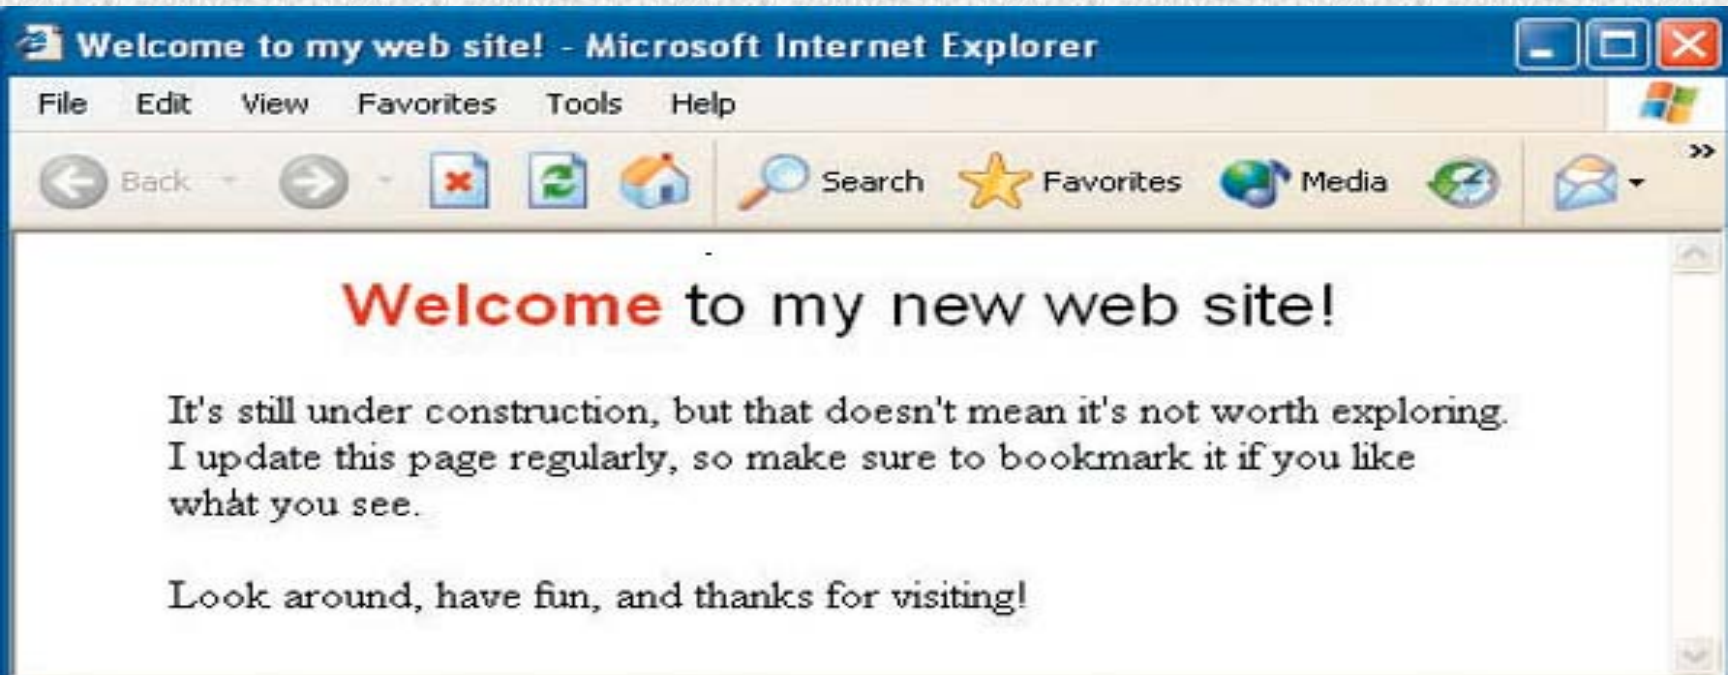 Welcome to my web site! - Microsoft Internet Explorer
File Edit View Favorites Tools Help
Back Search Favorites Media »
Welcome to my new web site!
It's still under construction, but that doesn't mean it's not worth exploring.
I update this page regularly, so make sure to bookmark it if you like
what you see.
Look around, have fun, and thanks for visiting!